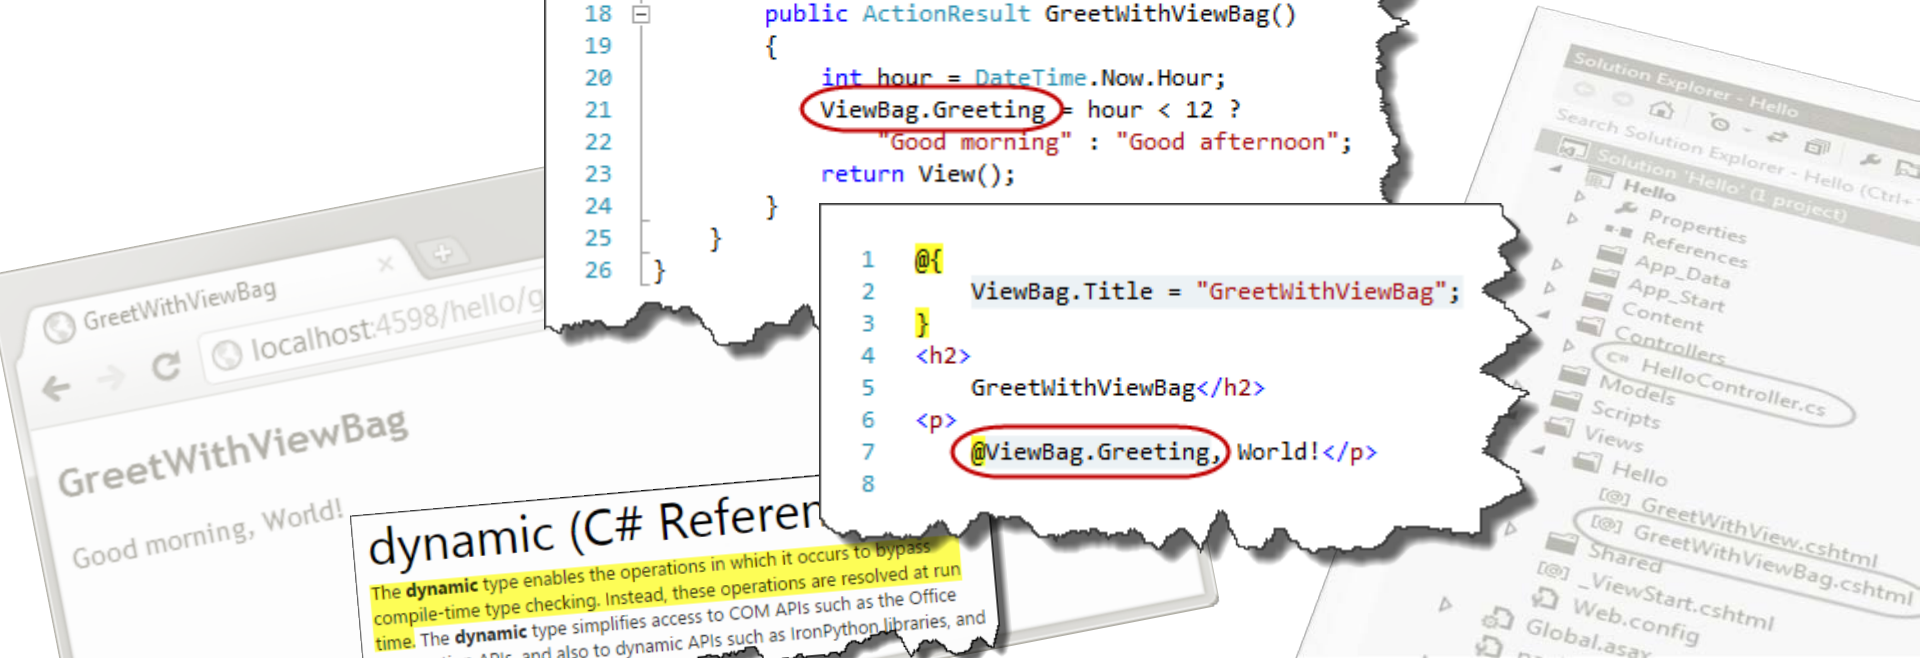 18 public ActionResult GreetWithViewBag()
19 {
20 int hour = DateTime.Now.Hour;
21 ViewBag.Greeting = hour < 12 ?
22 "Good morning" : "Good afternoon";
23 return View();
24 }
25 }
26 }
1 @{
2 ViewBag.Title = "GreetWithViewBag";
3 }
4 <h2>
5 GreetWithViewBag</h2>
6 <p>
7 @ViewBag.Greeting, World!</p>
8
GreetWithViewBag
localhost:4598/hello/g
GreetWithViewBag
Good morning, World!
dynamic (C# Referen
The dynamic type enables the operations in which it occurs to bypass
compile-time type checking. Instead, these operations are resolved at run
time. The dynamic type simplifies access to COM APIs such as the Office
APIs, and also to dynamic APIs such as IronPython libraries, and
Solution Explorer - Hello
Search Solution Explorer - Hello (Ctrl+
Solution 'Hello' (1 project)
Hello
Properties
References
App_Data
App_Start
Content
Controllers
C# HelloController.cs
Models
Scripts
Views
Hello
[@] GreetWithView.cshtml
[@] GreetWithViewBag.cshtml
Shared
[@] _ViewStart.cshtml
Web.config
Global.asax